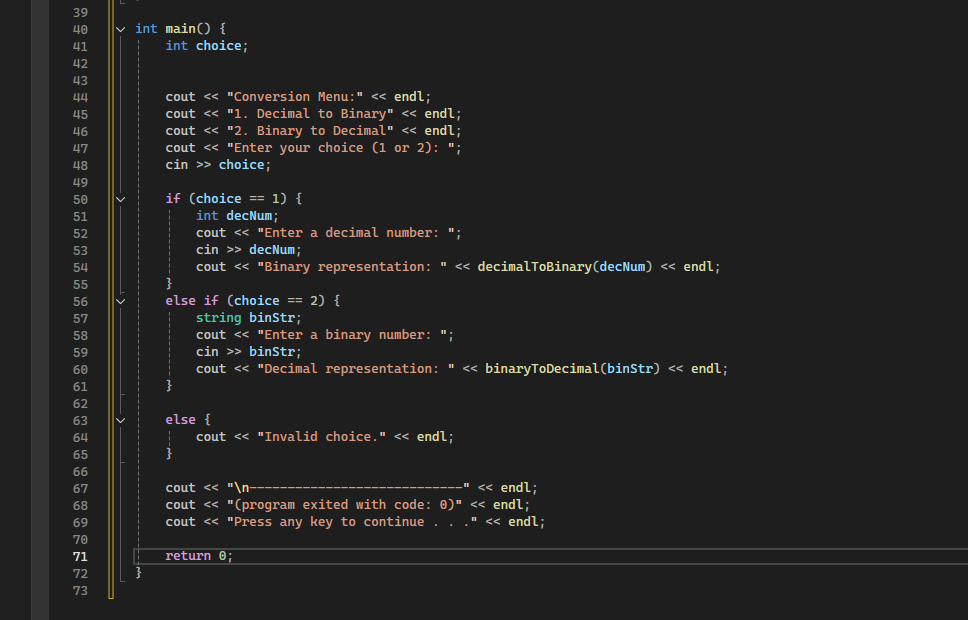 39
40 int main() {
41 int choice;
42
43
44 cout << "Conversion Menu:" << endl;
45 cout << "1. Decimal to Binary" << endl;
46 cout << "2. Binary to Decimal" << endl;
47 cout << "Enter your choice (1 or 2): ";
48 cin >> choice;
49
50 if (choice == 1) {
51 int decNum;
52 cout << "Enter a decimal number: ";
53 cin >> decNum;
54 cout << "Binary representation: " << decimalToBinary(decNum) << endl;
55 }
56 else if (choice == 2) {
57 string binStr;
58 cout << "Enter a binary number: ";
59 cin >> binStr;
60 cout << "Decimal representation: " << binaryToDecimal(binStr) << endl;
61 }
62
63 else {
64 cout << "Invalid choice." << endl;
65 }
66
67 cout << "\n----------------------------" << endl;
68 cout << "(program exited with code: 0)" << endl;
69 cout << "Press any key to continue . . ." << endl;
70
71 return 0;
72 }
73